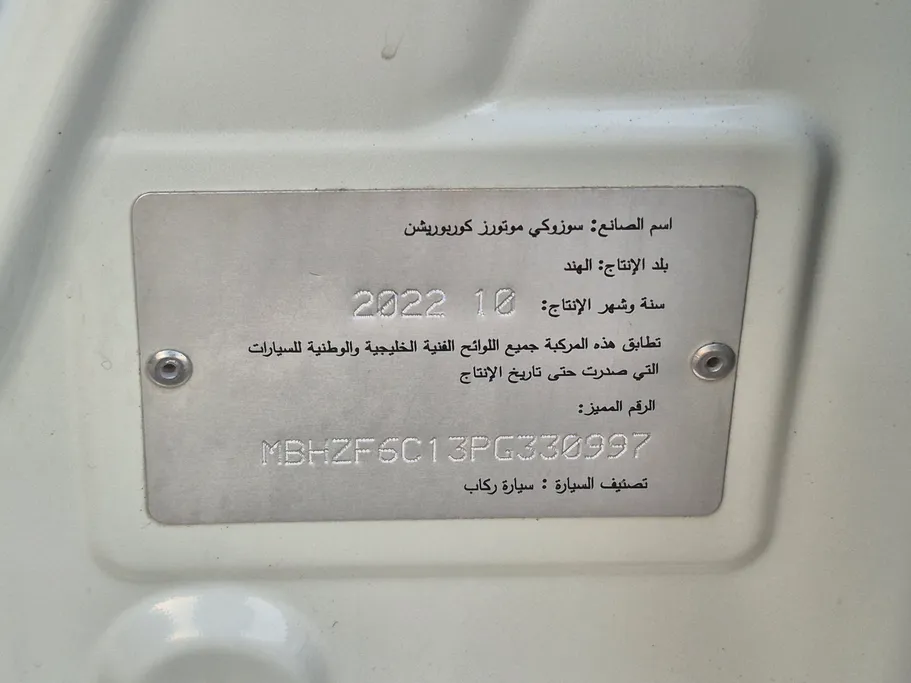 اسم الصانع: سوزوكي موتورز كوربوريشن
بلد الإنتاج: الهند
سنة وشهر الإنتاج: 2022 10
تطابق هذه المركبة جميع اللوائح الفنية الخليجية والوطنية للسيارات
التي صدرت حتى تاريخ الإنتاج
الرقم المميز:
MBHZF6C13PG330997
تصنيف السيارة : سيارة ركاب